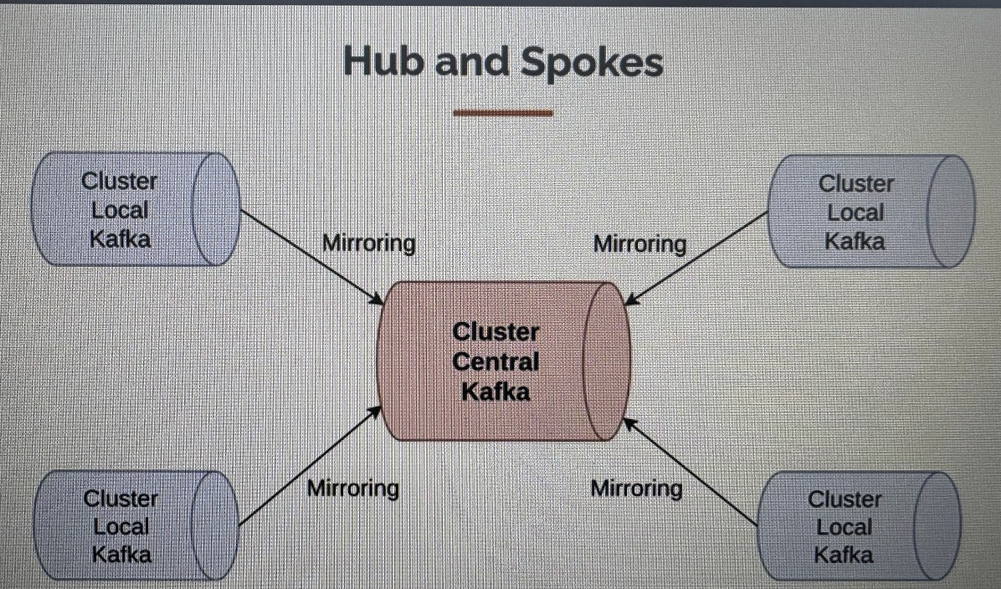 Hub and Spokes
Cluster
Local
Kafka
Cluster
Local
Kafka
Mirroring
Mirroring
Cluster
Central
Kafka
Mirroring
Mirroring
Cluster
Local
Kafka
Cluster
Local
Kafka